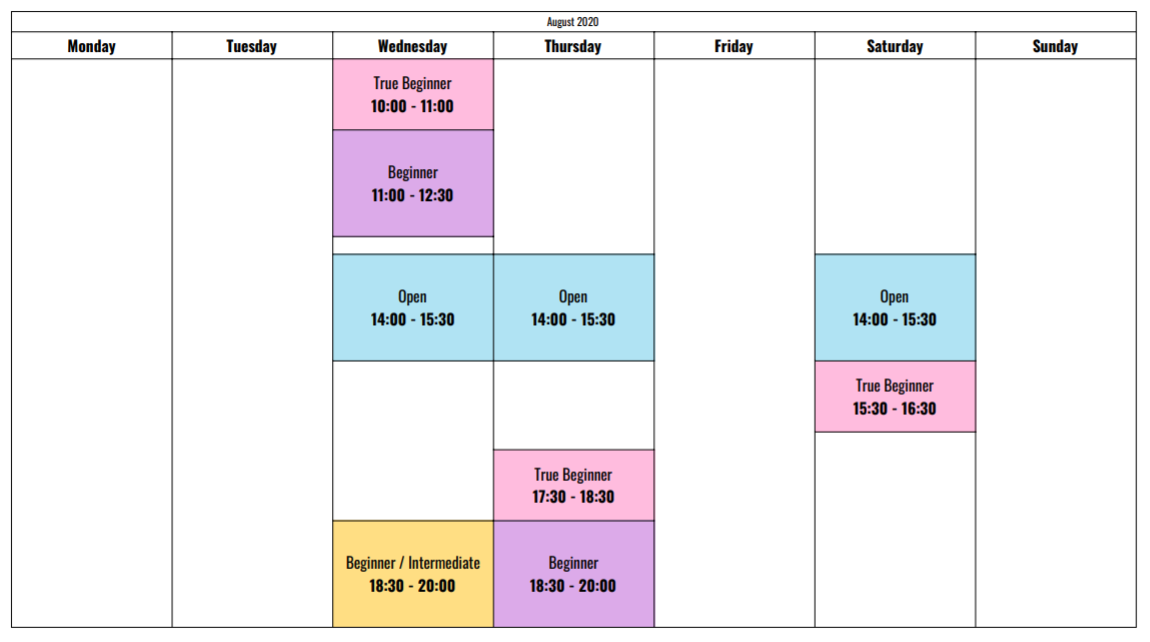 August 2020
Monday Tuesday Wednesday Thursday Friday Saturday Sunday
True Beginner
10:00 - 11:00
Beginner
11:00 - 12:30
Open
14:00 - 15:30
Beginner / Intermediate
18:30 - 20:00
Open
14:00 - 15:30
True Beginner
17:30 - 18:30
Beginner
18:30 - 20:00
Open
14:00 - 15:30
True Beginner
15:30 - 16:30